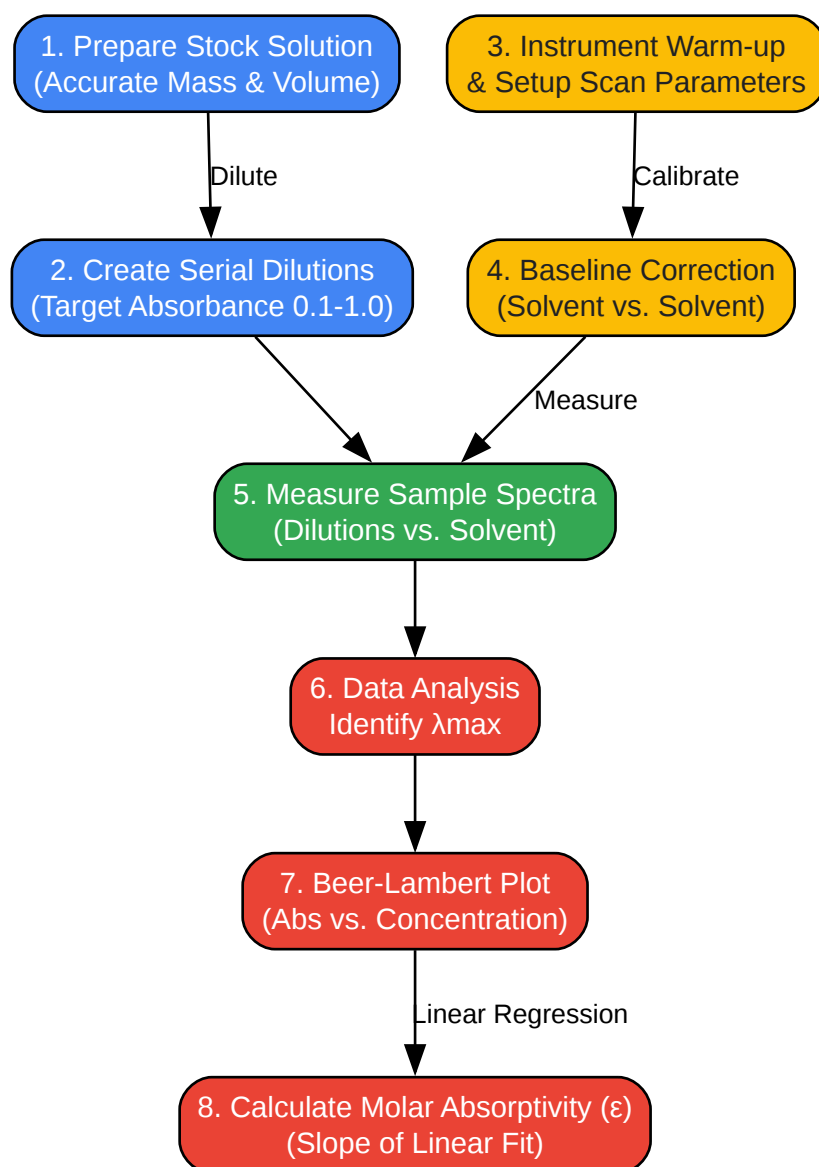 1. Prepare Stock Solution
(Accurate Mass & Volume)
3. Instrument Warm-up
& Setup Scan Parameters
Dilute
Calibrate
2. Create Serial Dilutions
(Target Absorbance 0.1-1.0)
4. Baseline Correction
(Solvent vs. Solvent)
Measure
5. Measure Sample Spectra
(Dilutions vs. Solvent)
6. Data Analysis
Identify λmax
7. Beer-Lambert Plot
(Abs vs. Concentration)
Linear Regression
8. Calculate Molar Absorptivity (ε)
(Slope of Linear Fit)